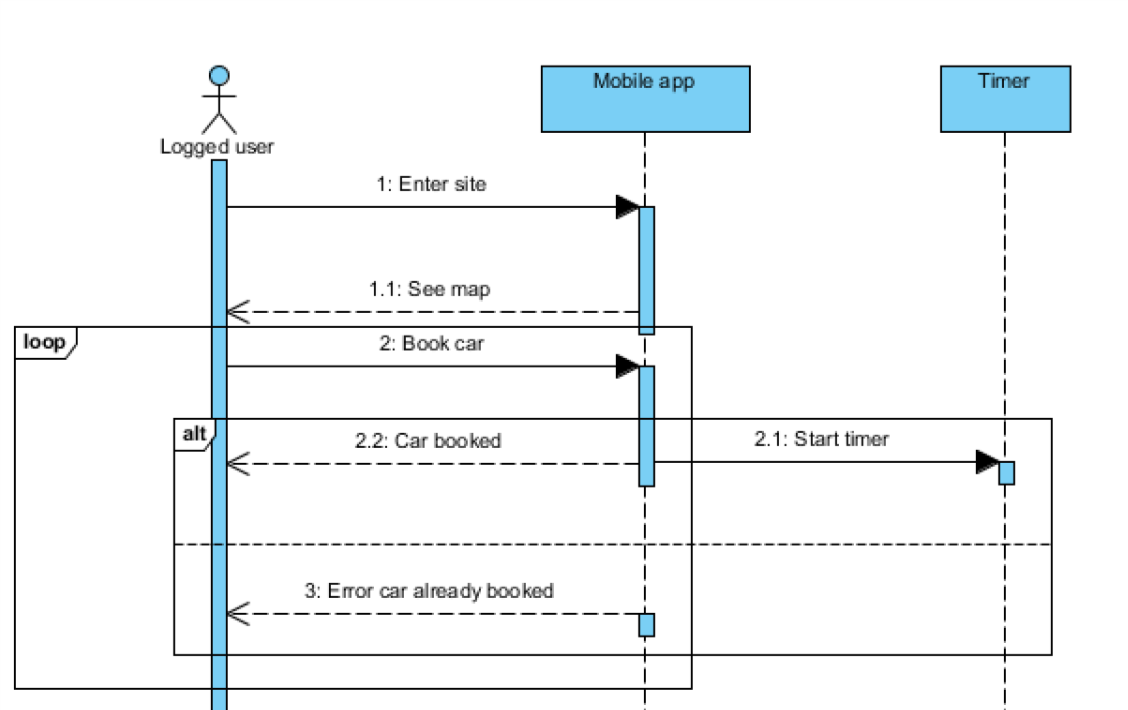 Logged user
Mobile app
Timer
1: Enter site
1.1: See map
loop
2: Book car
alt
2.2: Car booked
2.1: Start timer
3: Error car already booked